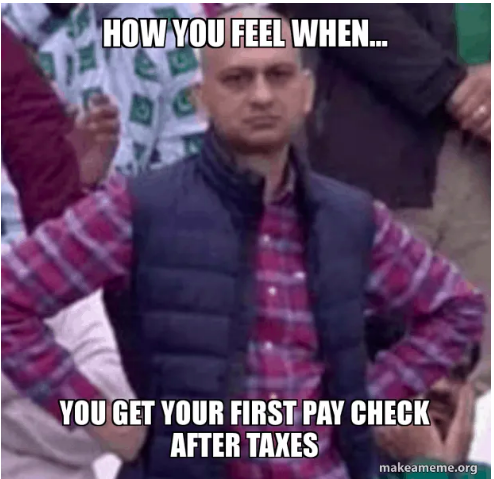 HOW YOU FEEL WHEN...
YOU GET YOUR FIRST PAY CHECK
AFTER TAXES
makeameme.org